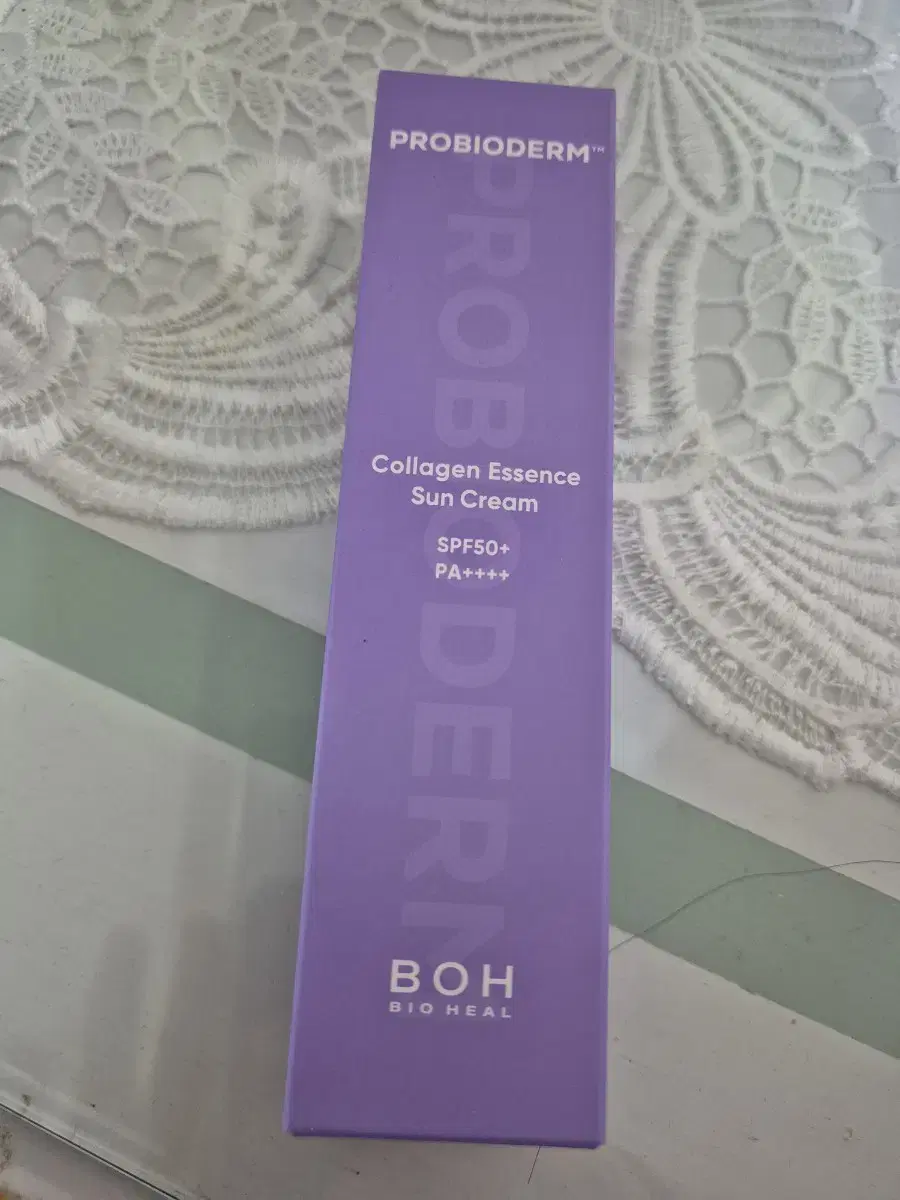 PROBIODERM™
PROBIODERM
Collagen Essence
Sun Cream
SPF50+
PA++++
BOH
BIO HEAL